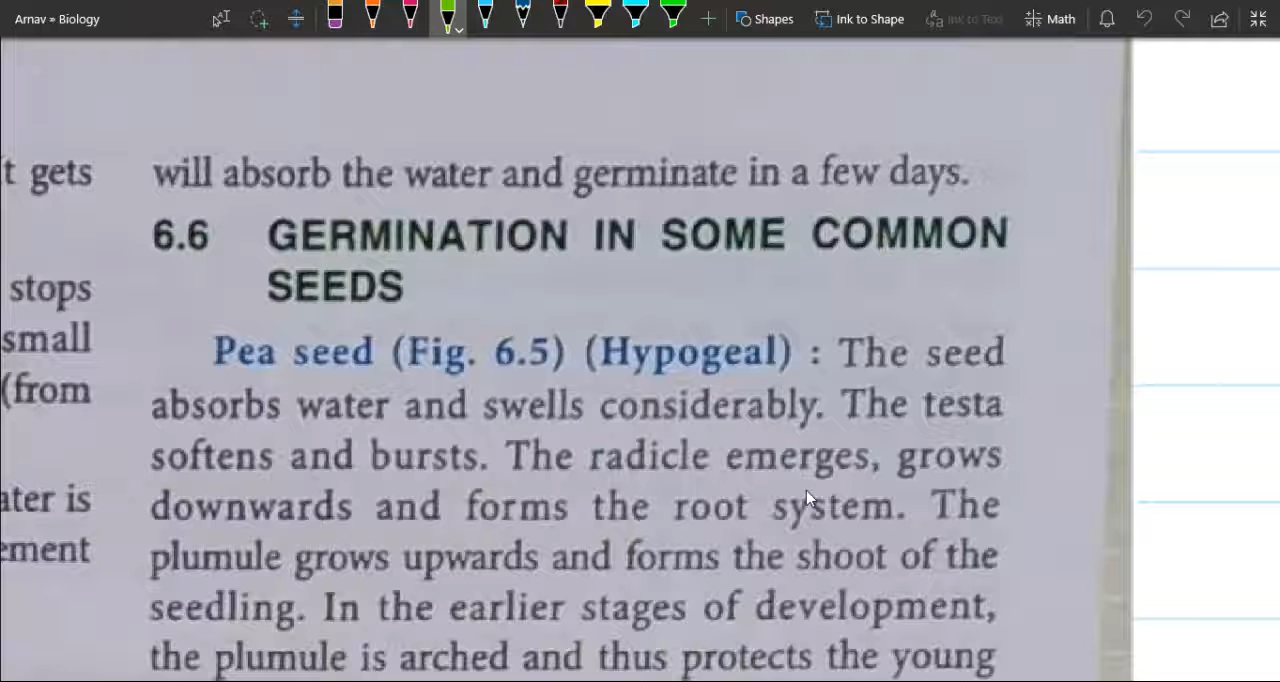 Arnav » Biology
Shapes
Ink to Shape
Ink to Text
Math
t gets
stops
small
(from
ater is
ement
will absorb the water and germinate in a few days.
6.6 GERMINATION IN SOME COMMON
SEEDS
Pea seed (Fig. 6.5) (Hypogeal) : The seed
absorbs water and swells considerably. The testa
softens and bursts. The radicle emerges, grows
downwards and forms the root system. The
plumule grows upwards and forms the shoot of the
seedling. In the earlier stages of development,
the plumule is arched and thus protects the young